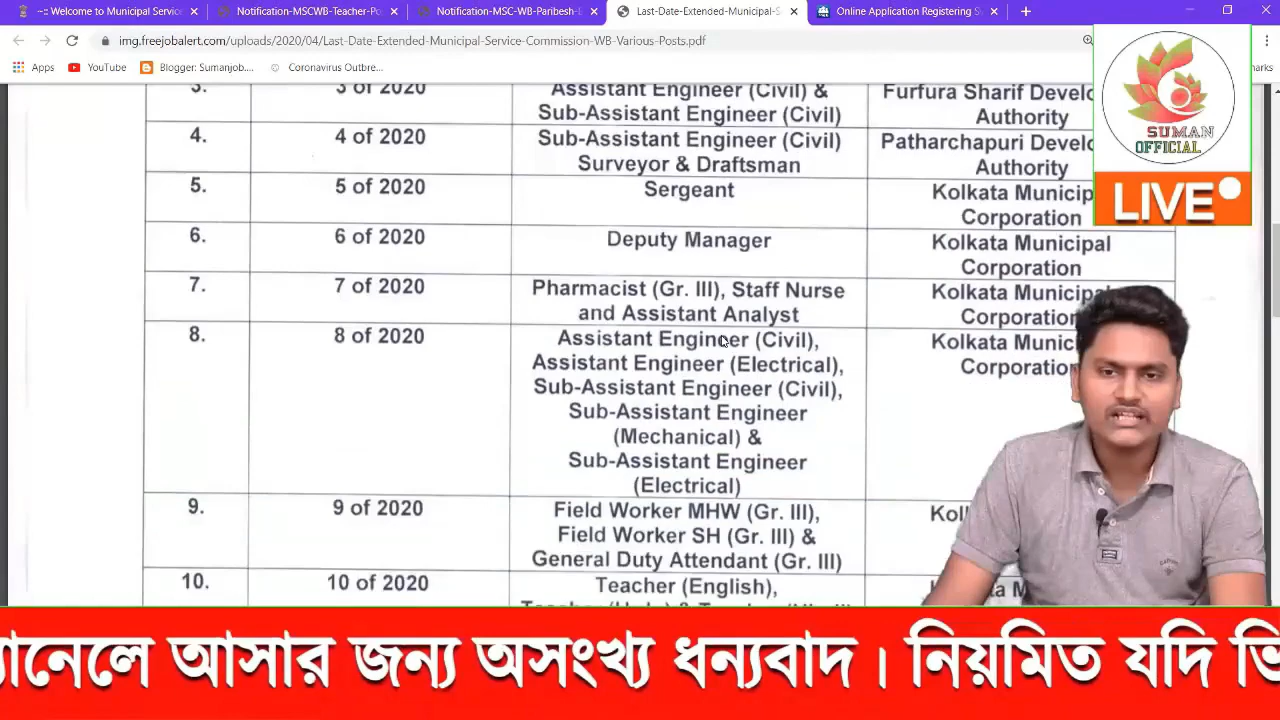 -:: Welcome to Municipal Service
Notification-MSCWB-Teacher-Po
Notification-MSC-WB-Paribesh-
Last-Date-Extended-Municipal-S
Online Application Registering S
img.freejobalert.com/uploads/2020/04/Last-Date-Extended-Municipal-Service-Commission-WB-Various-Posts.pdf
Apps
YouTube
Blogger: Sumanjob....
Coronavirus Outbre...
marks
3. 3 of 2020 Assistant Engineer (Civil) & Furfura Sharif Develo
Sub-Assistant Engineer (Civil) Authority
4. 4 of 2020 Sub-Assistant Engineer (Civil) Patharchapuri Develo
Surveyor & Draftsman Authority
5. 5 of 2020 Sergeant Kolkata Municip
Corporation
6. 6 of 2020 Deputy Manager Kolkata Municipal
Corporation
7. 7 of 2020 Pharmacist (Gr. III), Staff Nurse Kolkata Municipa
and Assistant Analyst Corporation
8. 8 of 2020 Assistant Engineer (Civil), Kolkata Munic
Assistant Engineer (Electrical), Corporation
Sub-Assistant Engineer (Civil),
Sub-Assistant Engineer
(Mechanical) &
Sub-Assistant Engineer
(Electrical)
9. 9 of 2020 Field Worker MHW (Gr. III), Kol
Field Worker SH (Gr. III) &
General Duty Attendant (Gr. III)
10. 10 of 2020 Teacher (English),
SUMAN
OFFICIAL
LIVE
যানেলে আসার জন্য অসংখ্য ধন্যবাদ । নিয়মিত যদি ভি